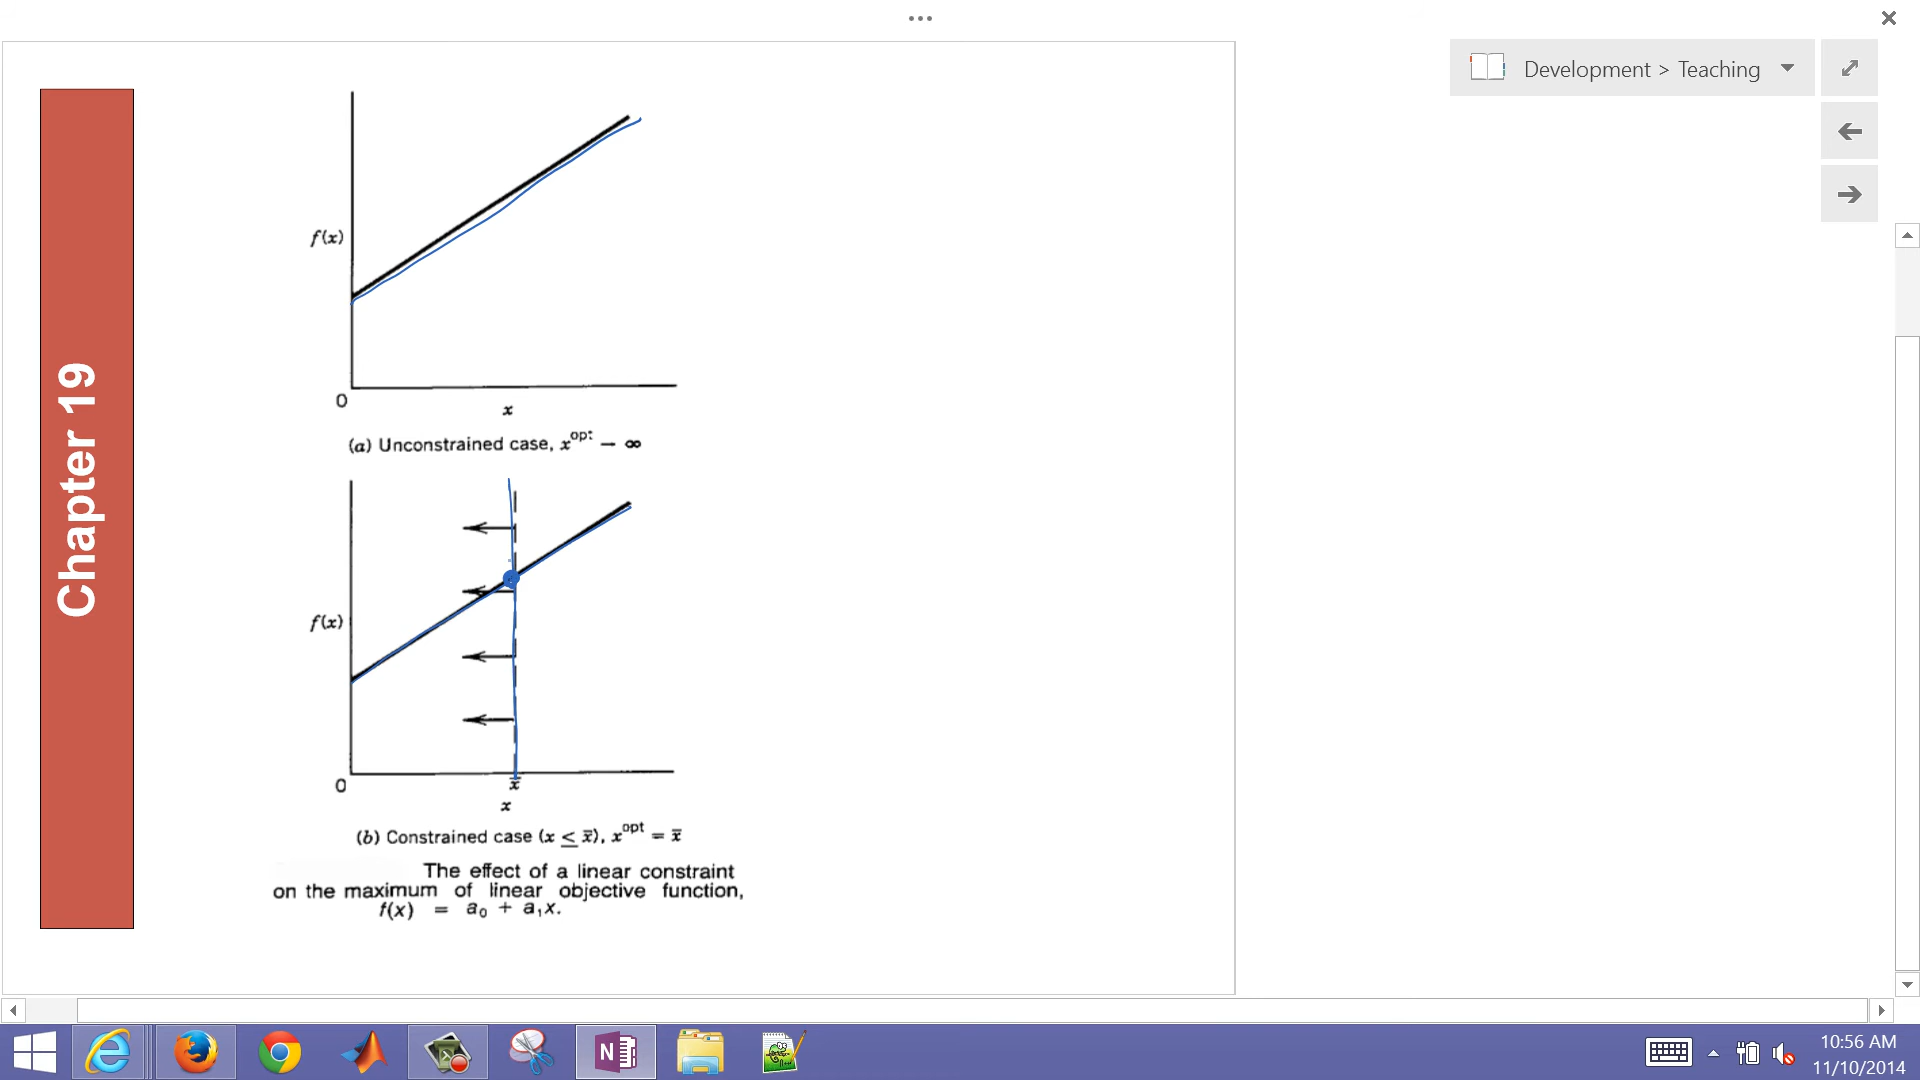 Development > Teaching
Chapter 19
f(x)
0
x
(a) Unconstrained case, x^opt → ∞
f(x)
0
x̄
x
(b) Constrained case (x ≤ x̄), x^opt = x̄
The effect of a linear constraint
on the maximum of linear objective function,
f(x) = a₀ + a₁x.
10:56 AM
11/10/2014